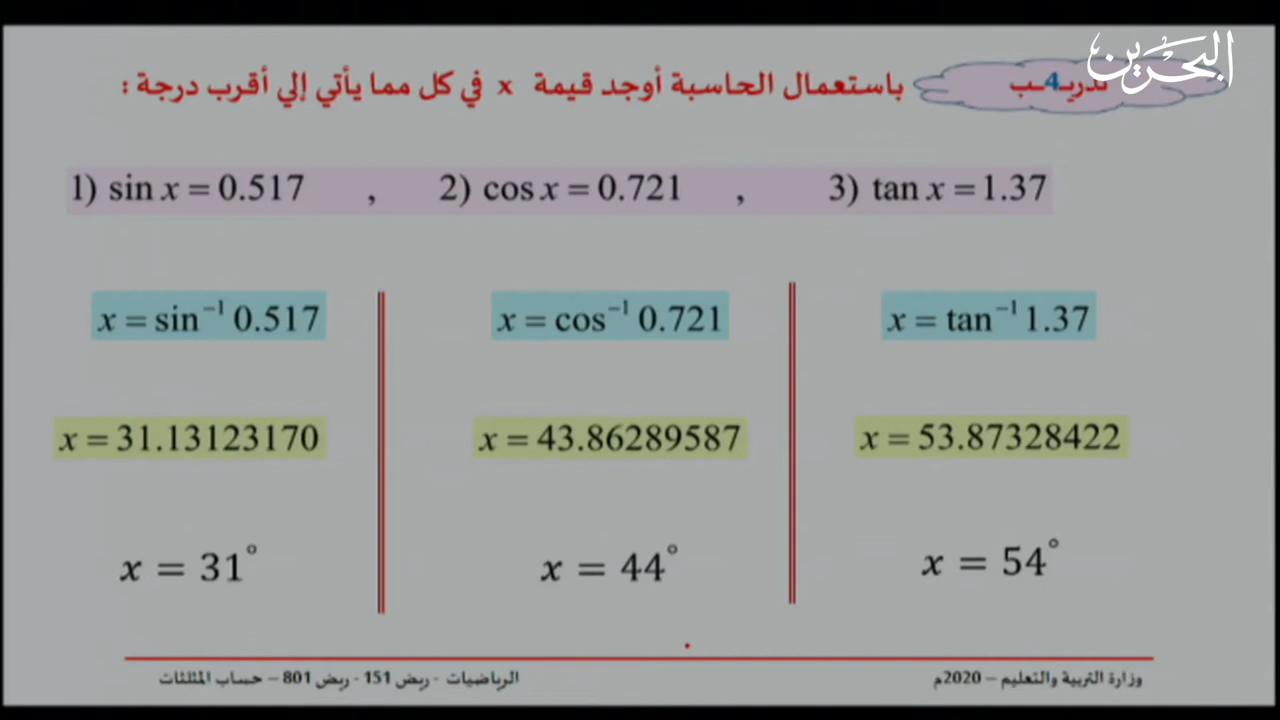 البحرين
تدريـ4ـب باستعمال الحاسبة أوجد قيمة x في كل مما يأتي إلي أقرب درجة :
1) sin x = 0.517 , 2) cos x = 0.721 , 3) tan x = 1.37
x = sin⁻¹ 0.517
x = 31.13123170
x = 31°
x = cos⁻¹ 0.721
x = 43.86289587
x = 44°
x = tan⁻¹ 1.37
x = 53.87328422
x = 54°
وزارة التربية والتعليم – 2020م
الرياضيات - ريض 151 - ريض 801 – حساب المثلثات